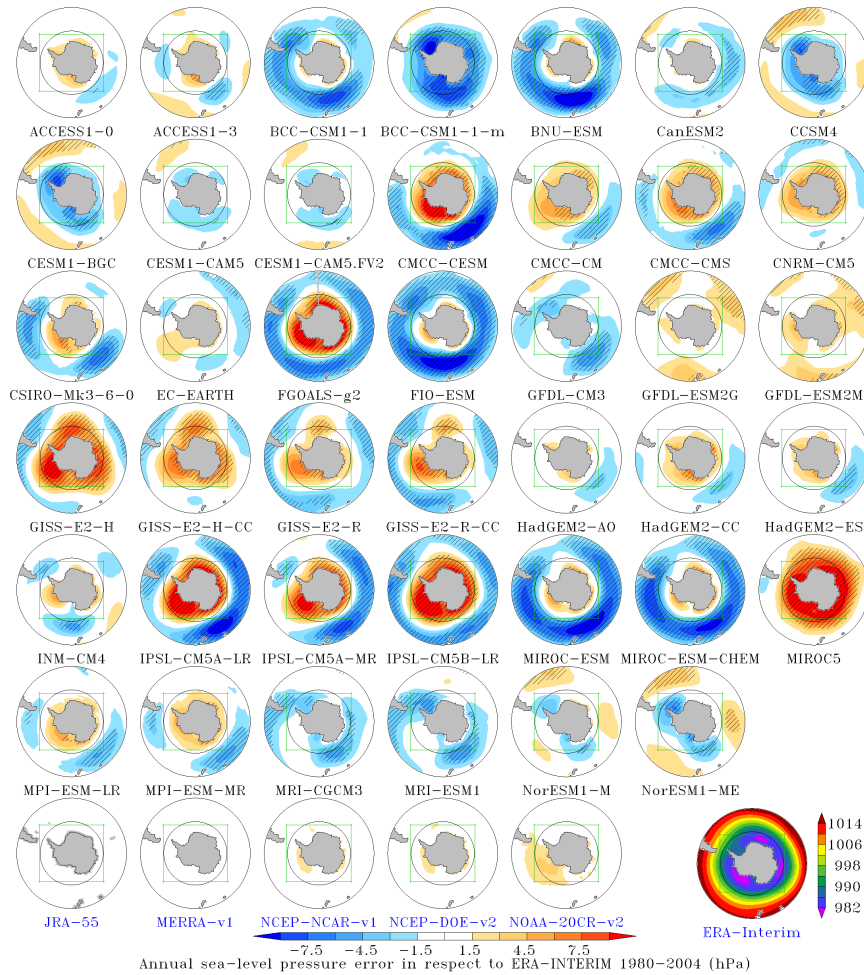 ACCESS1-0 ACCESS1-3 BCC-CSM1-1 BCC-CSM1-1-m BNU-ESM CanESM2 CCSM4
CESM1-BGC CESM1-CAM5 CESM1-CAM5.FV2 CMCC-CESM CMCC-CM CMCC-CMS CNRM-CM5
CSIRO-Mk3-6-0 EC-EARTH FGOALS-g2 FIO-ESM GFDL-CM3 GFDL-ESM2G GFDL-ESM2M
GISS-E2-H GISS-E2-H-CC GISS-E2-R GISS-E2-R-CC HadGEM2-AO HadGEM2-CC HadGEM2-ES
INM-CM4 IPSL-CM5A-LR IPSL-CM5A-MR IPSL-CM5B-LR MIROC-ESM MIROC-ESM-CHEM MIROC5
MPI-ESM-LR MPI-ESM-MR MRI-CGCM3 MRI-ESM1 NorESM1-M NorESM1-ME
1014
1006
998
990
982
JRA-55 MERRA-v1 NCEP-NCAR-v1 NCEP-DOE-v2 NOAA-20CR-v2 ERA-Interim
-7.5 -4.5 -1.5 1.5 4.5 7.5
Annual sea-level pressure error in respect to ERA-INTERIM 1980-2004 (hPa)